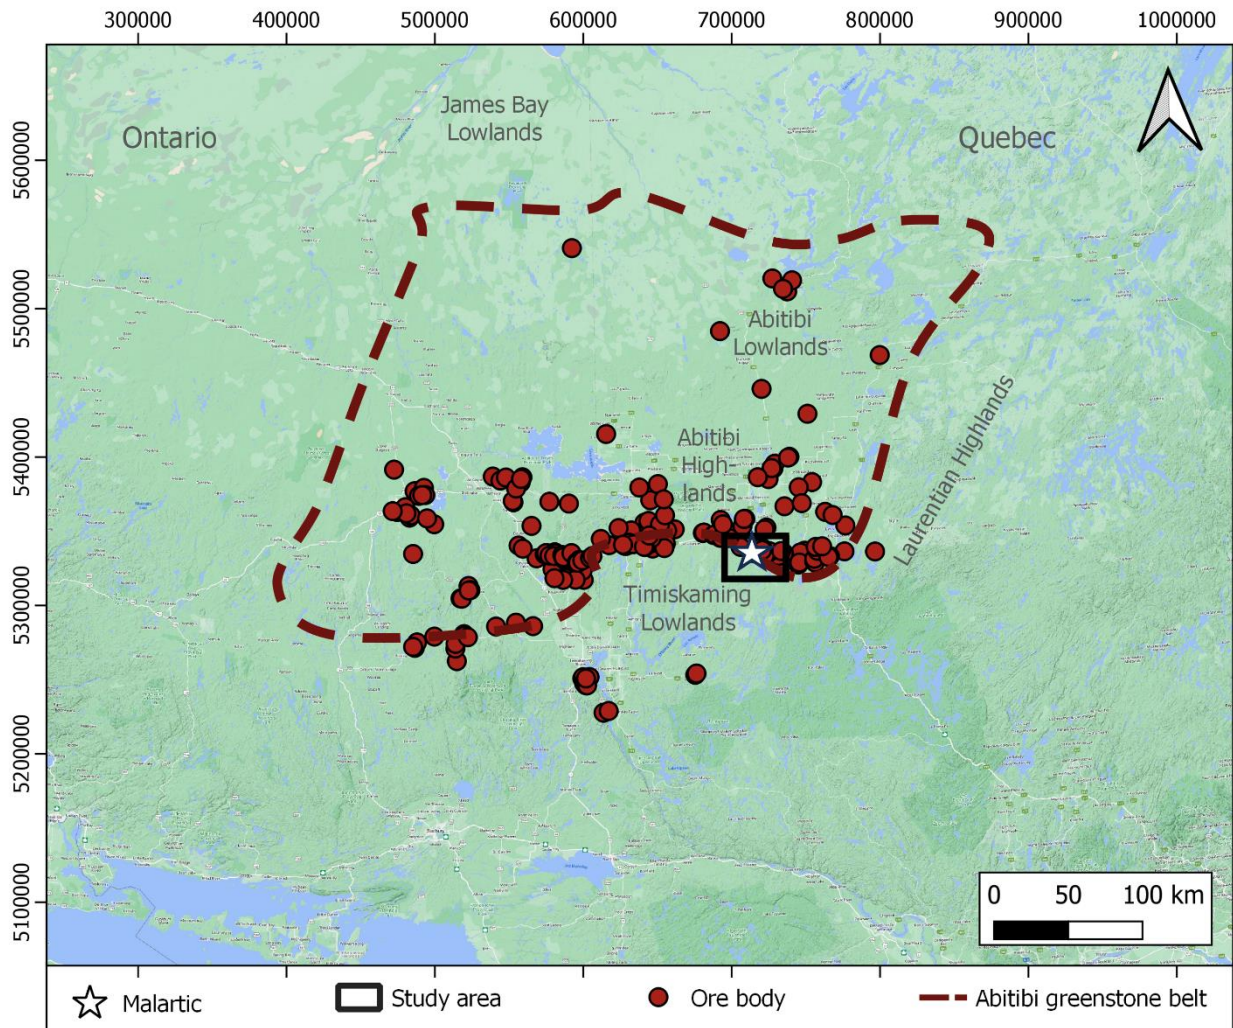 300000 400000 500000 600000 700000 800000 900000 1000000
James Bay
Lowlands
Ontario
Quebec
5600000
5500000
Abitibi
Lowlands
5400000
Abitibi
High-
lands
Laurentian Highlands
5300000
Timiskaming
Lowlands
5200000
5100000
0 50 100 km
Malartic
Study area
Ore body
Abitibi greenstone belt